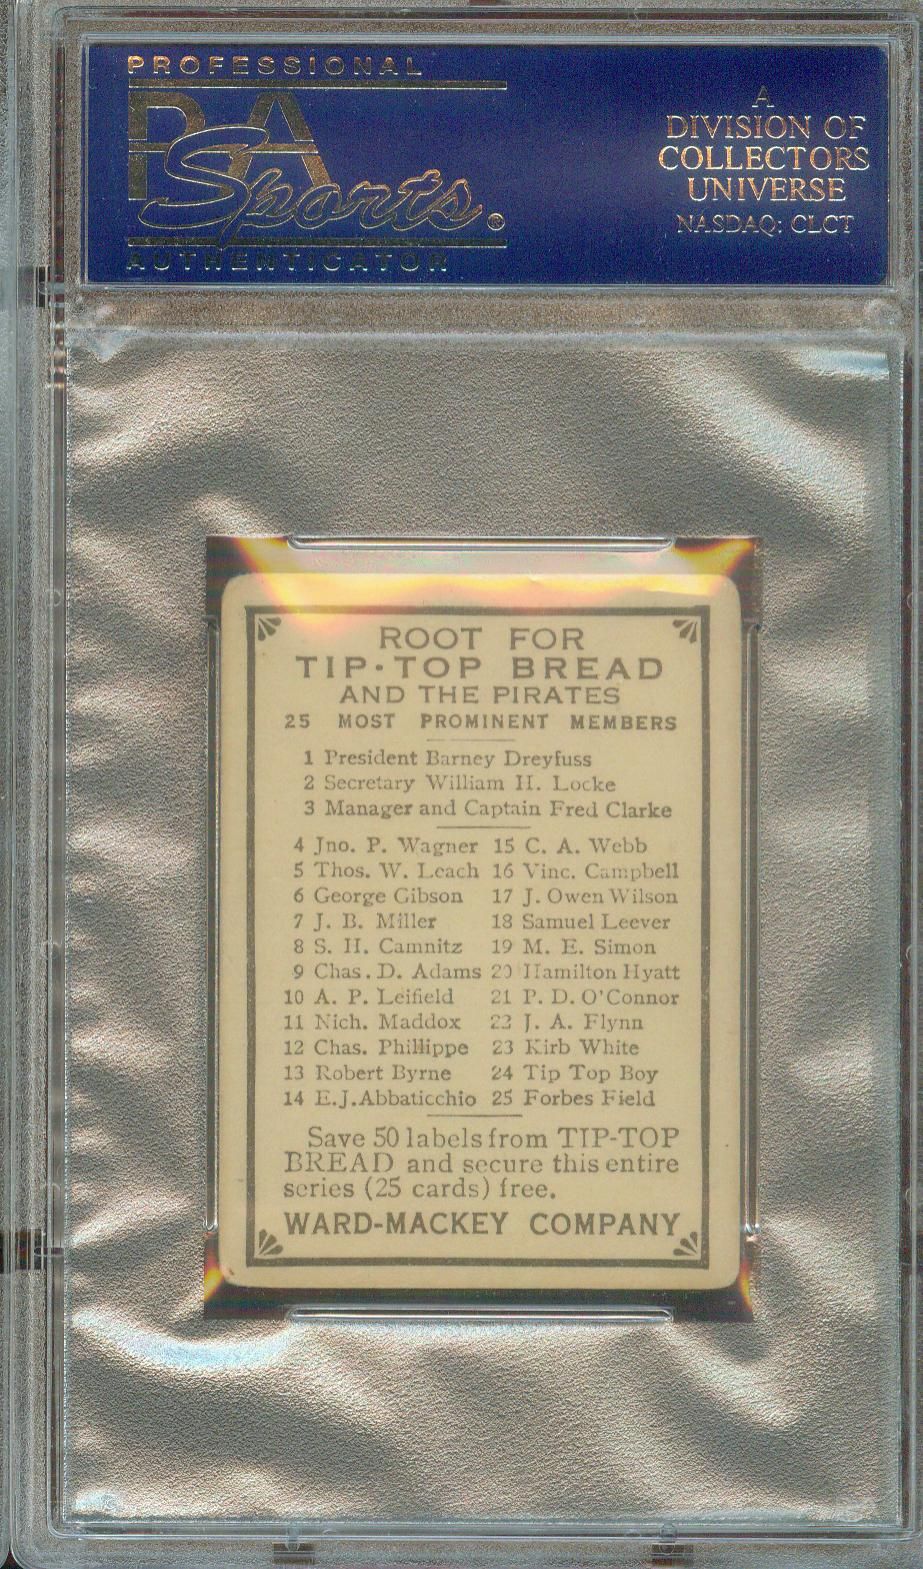 PROFESSIONAL
PSA
Sports®
AUTHENTICATOR
A
DIVISION OF
COLLECTORS
UNIVERSE
NASDAQ: CLCT
ROOT FOR
TIP·TOP BREAD
AND THE PIRATES
25 MOST PROMINENT MEMBERS
1 President Barney Dreyfuss
2 Secretary William H. Locke
3 Manager and Captain Fred Clarke
4 Jno. P. Wagner
5 Thos. W. Leach
6 George Gibson
7 J. B. Miller
8 S. H. Camnitz
9 Chas. D. Adams
10 A. P. Leifield
11 Nich. Maddox
12 Chas. Phillippe
13 Robert Byrne
14 E.J.Abbaticchio
15 C. A. Webb
16 Vinc. Campbell
17 J. Owen Wilson
18 Samuel Leever
19 M. E. Simon
20 Hamilton Hyatt
21 P. D. O'Connor
22 J. A. Flynn
23 Kirb White
24 Tip Top Boy
25 Forbes Field
Save 50 labels from TIP-TOP
BREAD and secure this entire
series (25 cards) free.
WARD-MACKEY COMPANY